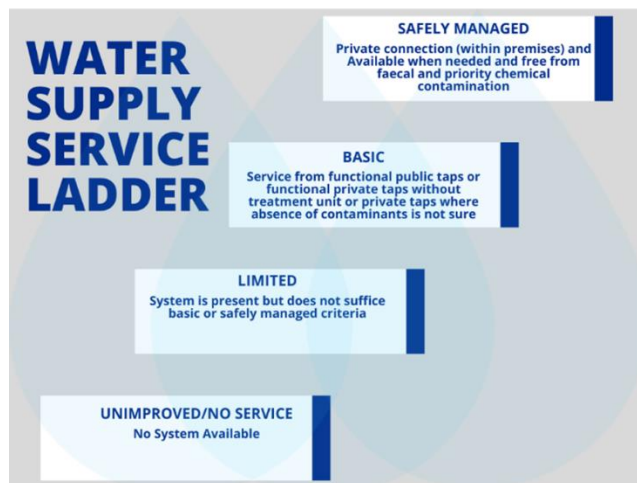 WATER
SUPPLY
SERVICE
LADDER
SAFELY MANAGED
Private connection (within premises) and
Available when needed and free from
faecal and priority chemical
contamination
BASIC
Service from functional public taps or
functional private taps without
treatment unit or private taps where
absence of contaminants is not sure
LIMITED
System is present but does not suffice
basic or safely managed criteria
UNIMPROVED/NO SERVICE
No System Available